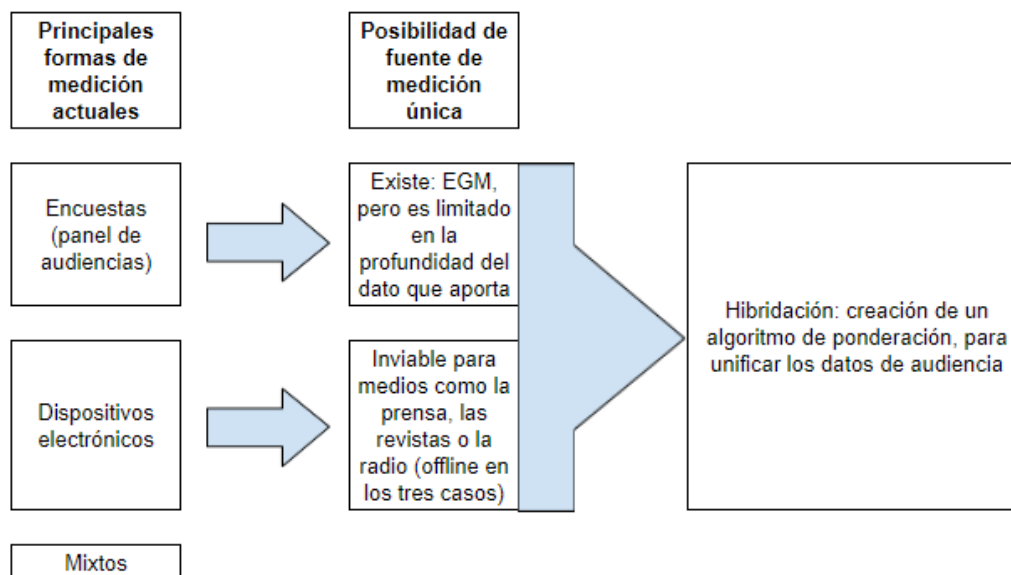 Principales
formas de
medición
actuales
Posibilidad de
fuente de
medición
única
Encuestas
(panel de
audiencias)
Existe: EGM,
pero es limitado
en la
profundidad del
dato que aporta
Hibridación: creación de un
algoritmo de ponderación, para
unificar los datos de audiencia
Dispositivos
electrónicos
Inviable para
medios como la
prensa, las
revistas o la
radio (offline en
los tres casos)
Mixtos